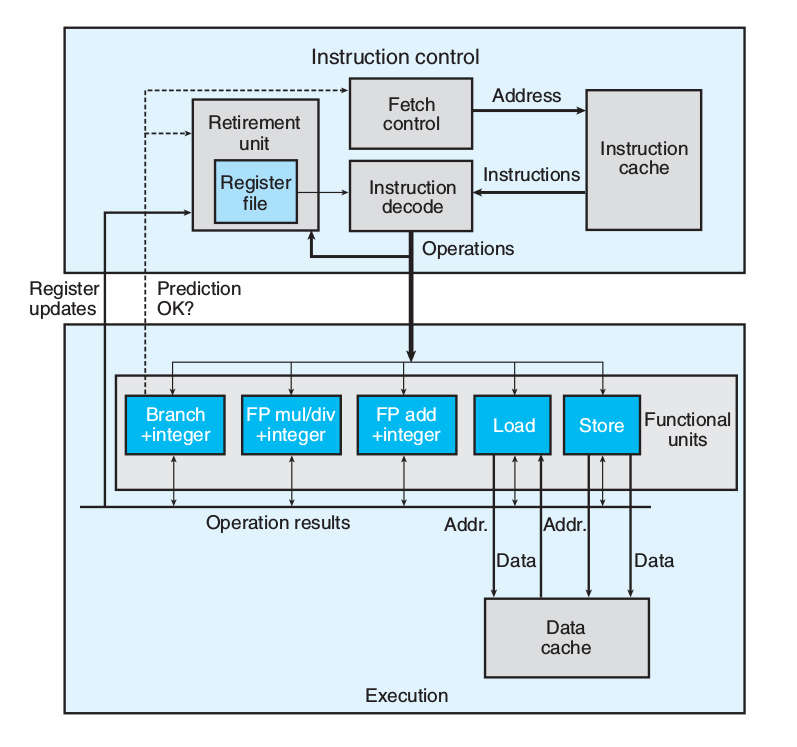 Instruction control
Fetch
control
Address
Instruction
cache
Retirement
unit
Register
file
Instruction
decode
Instructions
Operations
Register
updates
Prediction
OK?
Branch
+integer
FP mul/div
+integer
FP add
+integer
Load
Store
Functional
units
Operation results
Addr.
Addr.
Data
Data
Data
cache
Execution